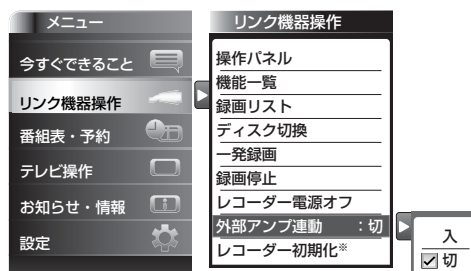 メニュー
今すぐできること
リンク機器操作
番組表・予約
テレビ操作
お知らせ・情報
設定
リンク機器操作
操作パネル
機能一覧
録画リスト
ディスク切換
一発録画
録画停止
レコーダー電源オフ
外部アンプ連動 ：切
レコーダー初期化※
入
切